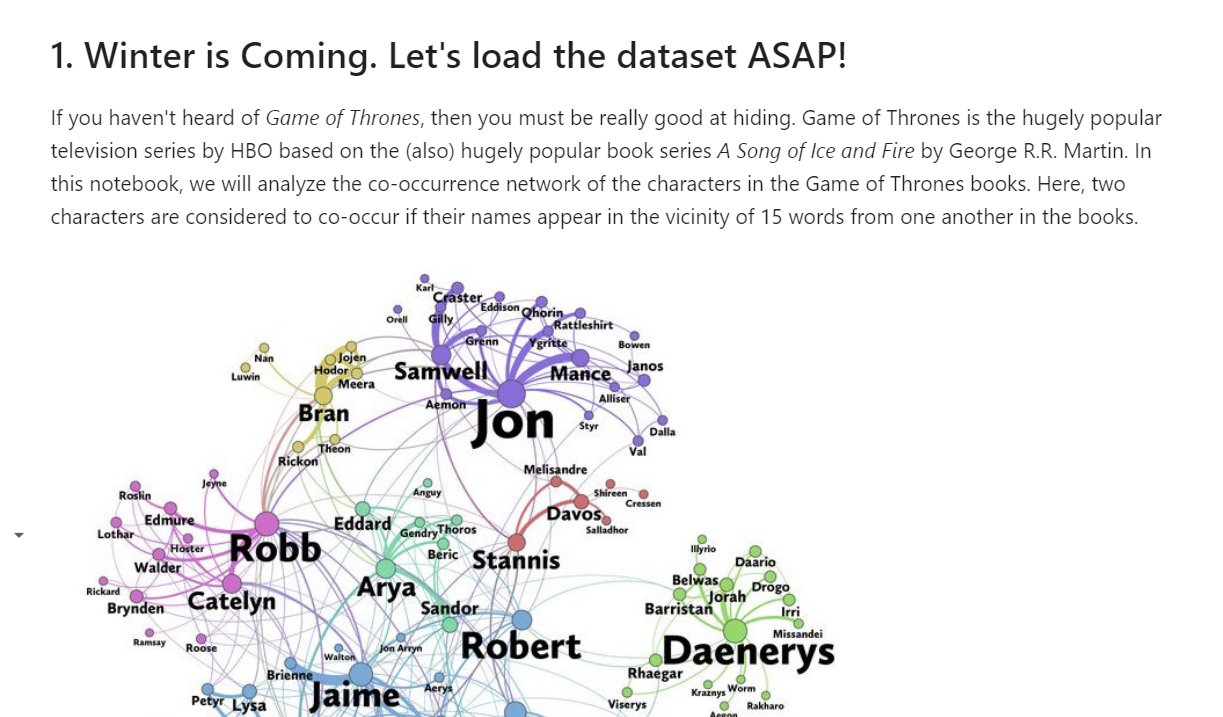 1. Winter is Coming. Let's load the dataset ASAP!
If you haven't heard of Game of Thrones, then you must be really good at hiding. Game of Thrones is the hugely popular
television series by HBO based on the (also) hugely popular book series A Song of Ice and Fire by George R.R. Martin. In
this notebook, we will analyze the co-occurrence network of the characters in the Game of Thrones books. Here, two
characters are considered to co-occur if their names appear in the vicinity of 15 words from one another in the books.
Karl
Craster
Eddison
Qhorin
Orell
Gilly
Rattleshirt
Grenn
Ygritte
Bowen
Nan
Jojen
Luwin
Hodor
Samwell
Mance
Janos
Meera
Alliser
Bran
Aemon
Jon
Styr
Dalla
Theon
Val
Rickon
Melisandre
Jeyne
Roslin
Anguy
Shireen
Cressen
Edmure
Eddard
Davos
Lothar
Gendry
Thoros
Salladhor
Hoster
Robb
Beric
Stannis
Illyrio
Walder
Daario
Belwas
Drogo
Rickard
Catelyn
Arya
Jorah
Brynden
Sandor
Barristan
Irri
Ramsay
Roose
Jon Arryn
Robert
Missandei
Walton
Daenerys
Brienne
Rhaegar
Petyr
Lysa
Jaime
Aerys
Kraznys
Worm
Viserys
Rakharo
Aegon